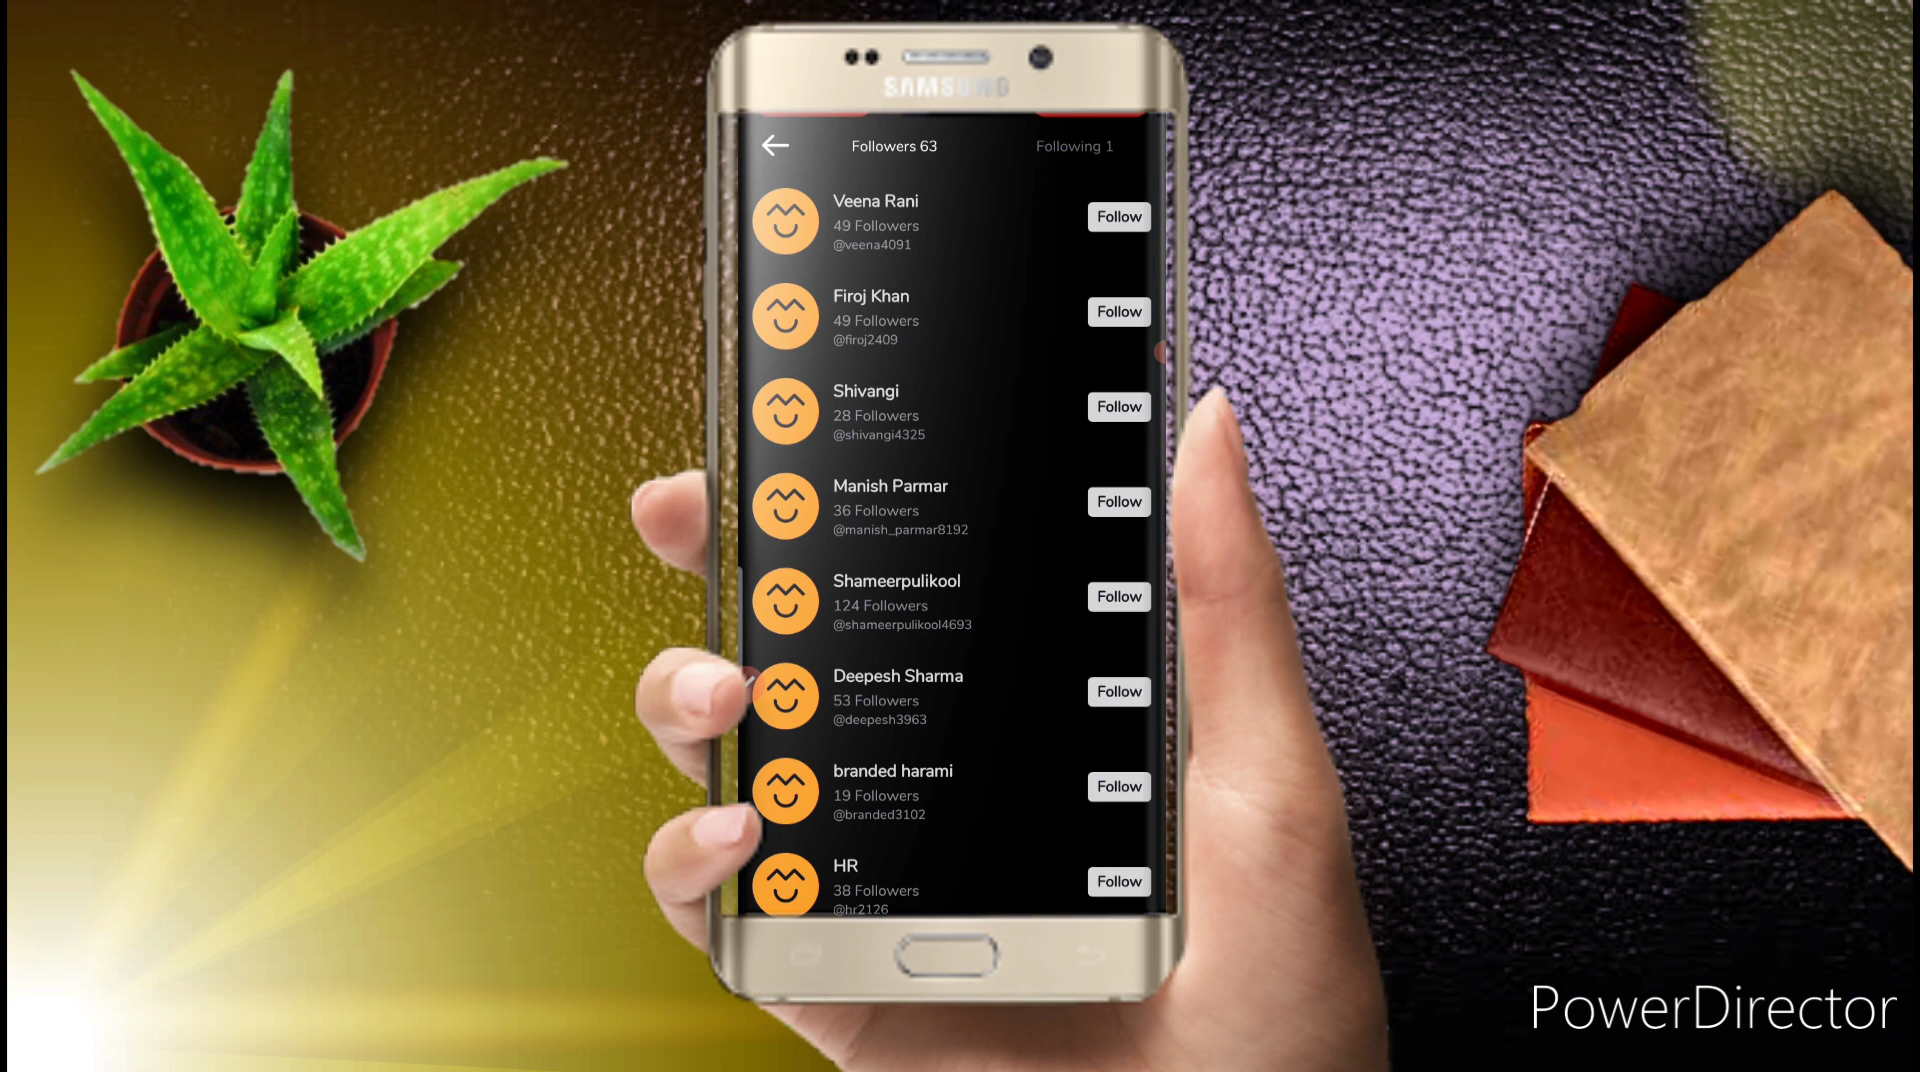 SAMSUNG
Followers 63
Following 1
Veena Rani
49 Followers
@veena4091
Follow
Firoj Khan
49 Followers
@firoj2409
Follow
Shivangi
28 Followers
@shivangi4325
Follow
Manish Parmar
36 Followers
@manish_parmar8192
Follow
Shameerpulikool
124 Followers
@shameerpulikool4693
Follow
Deepesh Sharma
53 Followers
@deepesh3963
Follow
branded harami
19 Followers
@branded3102
Follow
HR
38 Followers
@hr2126
Follow
PowerDirector